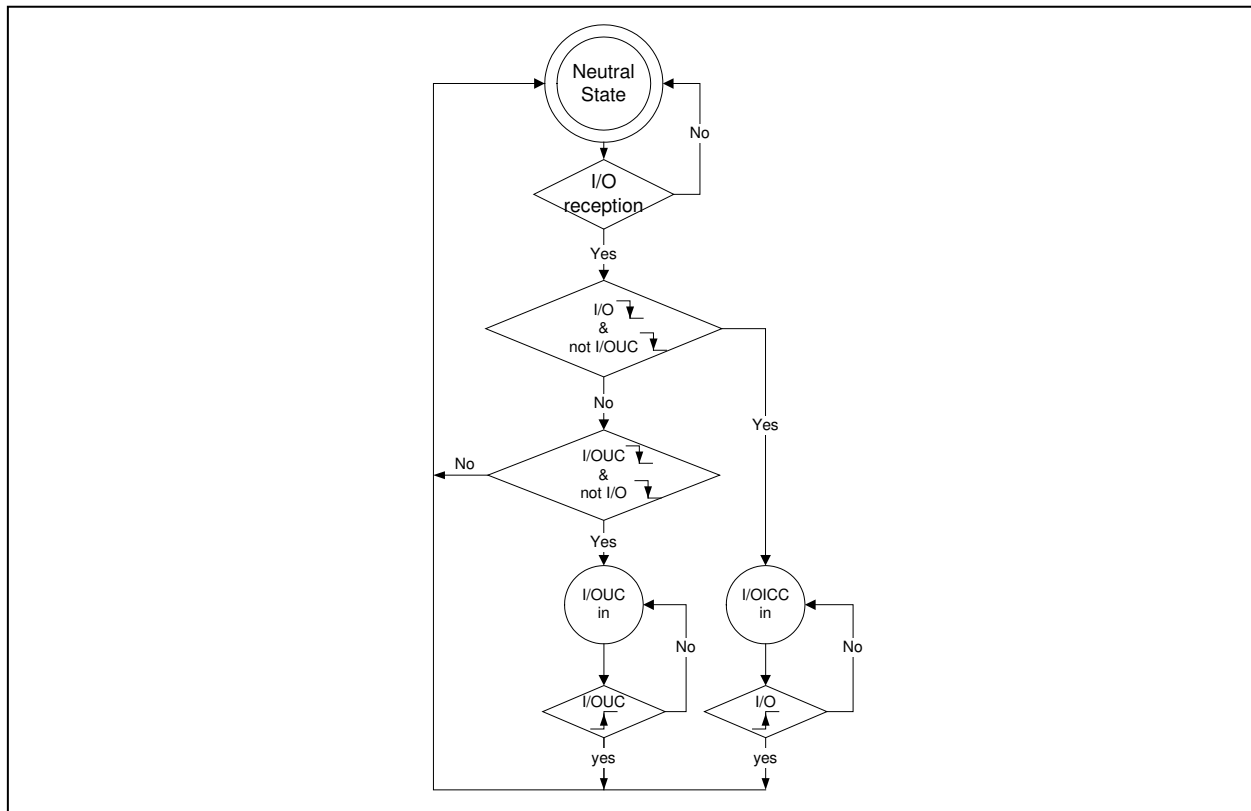 Neutral
State
No
I/O
reception
Yes
I/O
&
not I/OUC
Yes
No
No
I/OUC
&
not I/O
Yes
I/OUC
in
I/OICC
in
No
No
I/OUC
I/O
yes
yes